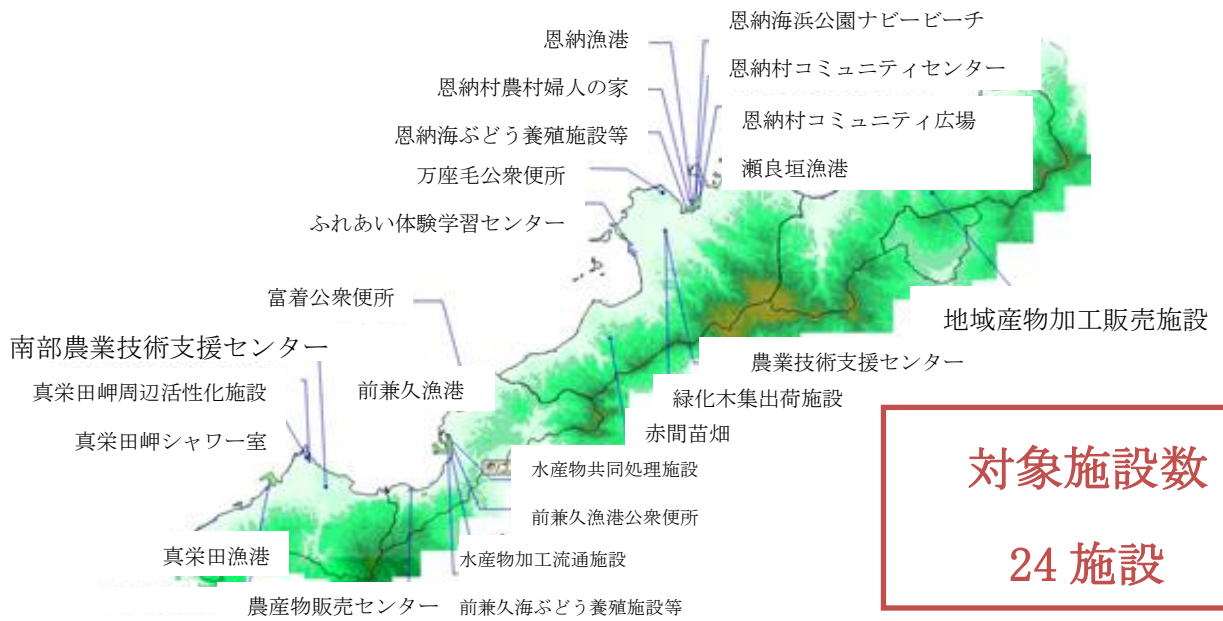 恩納海浜公園ナビービーチ
恩納漁港
恩納村コミュニティセンター
恩納村農村婦人の家
恩納村コミュニティ広場
恩納海ぶどう養殖施設等
瀬良垣漁港
万座毛公衆便所
ふれあい体験学習センター
富着公衆便所
地域産物加工販売施設
南部農業技術支援センター
農業技術支援センター
真栄田岬周辺活性化施設
前兼久漁港
緑化木集出荷施設
真栄田岬シャワー室
赤間苗畑
水産物共同処理施設
対象施設数
前兼久漁港公衆便所
真栄田漁港
水産物加工流通施設
24 施設
農産物販売センター
前兼久海ぶどう養殖施設等